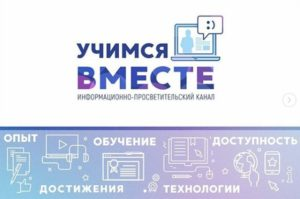 :)
УЧИМСЯ
ВМЕСТЕ
ИНФОРМАЦИОННО-ПРОСВЕТИТЕЛЬСКИЙ КАНАЛ
ОПЫТ ОБУЧЕНИЕ ДОСТУПНОСТЬ
ДОСТИЖЕНИЯ ТЕХНОЛОГИИ